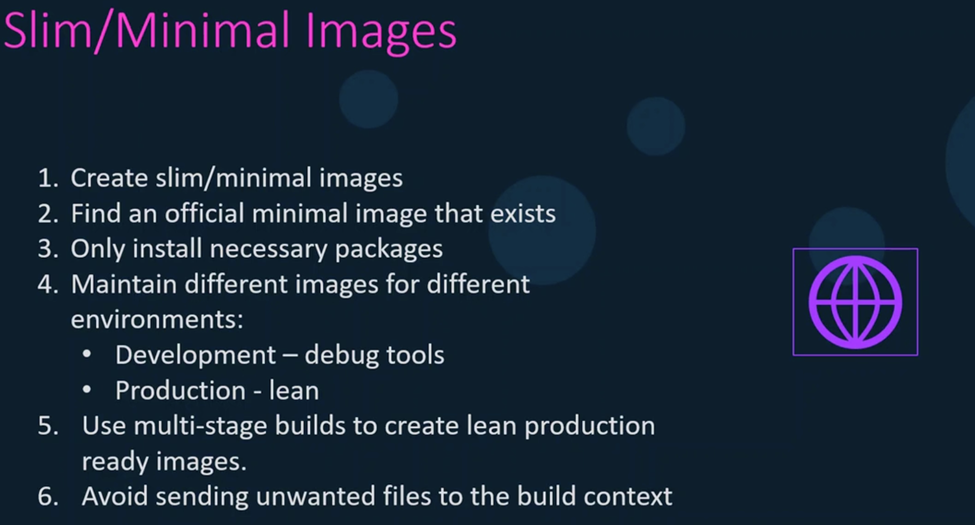 Slim/Minimal Images
1. Create slim/minimal images
2. Find an official minimal image that exists
3. Only install necessary packages
4. Maintain different images for different
environments:
• Development – debug tools
• Production - lean
5. Use multi-stage builds to create lean production
ready images.
6. Avoid sending unwanted files to the build context